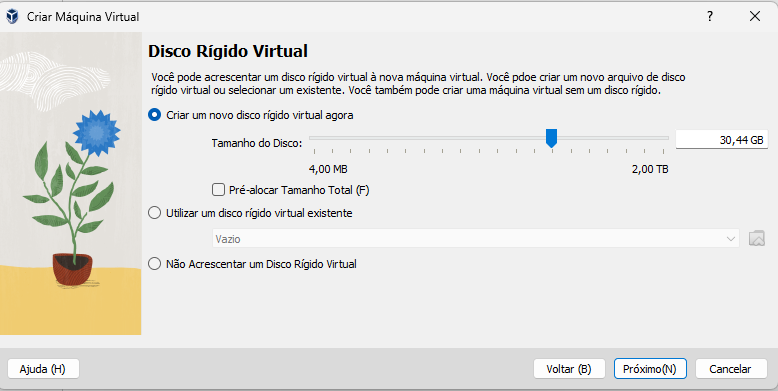 Criar Máquina Virtual
?
Disco Rígido Virtual
Você pode acrescentar um disco rígido virtual à nova máquina virtual. Você pdoe criar um novo arquivo de disco
rígido virtual ou selecionar um existente. Você também pode criar uma máquina virtual sem um disco rígido.
Criar um novo disco rígido virtual agora
Tamanho do Disco:
30,44 GB
4,00 MB
2,00 TB
Pré-alocar Tamanho Total (F)
Utilizar um disco rígido virtual existente
Vazio
Não Acrescentar um Disco Rígido Virtual
Ajuda (H)
Voltar (B)
Próximo(N)
Cancelar